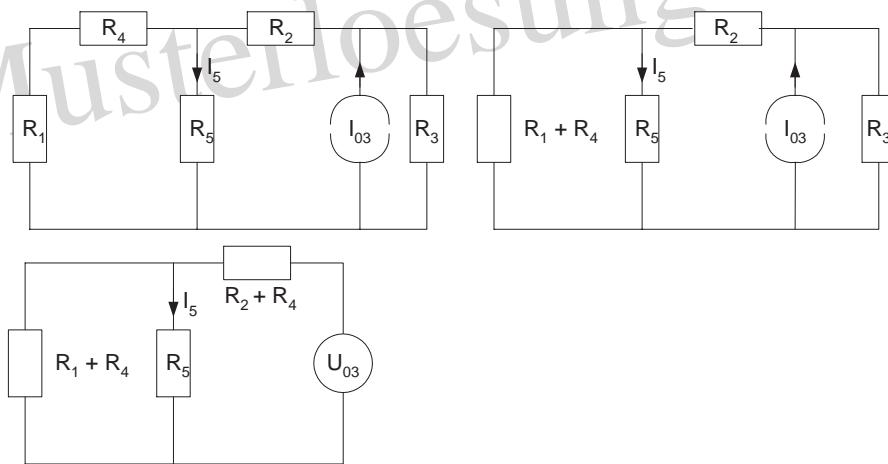 Musterloesung
R₄ R₂ R₂
I₅ I₅
R₁ R₅ I₀₃ R₃ R₁ + R₄ R₅ I₀₃ R₃
I₅ R₂ + R₄
R₁ + R₄ R₅ U₀₃